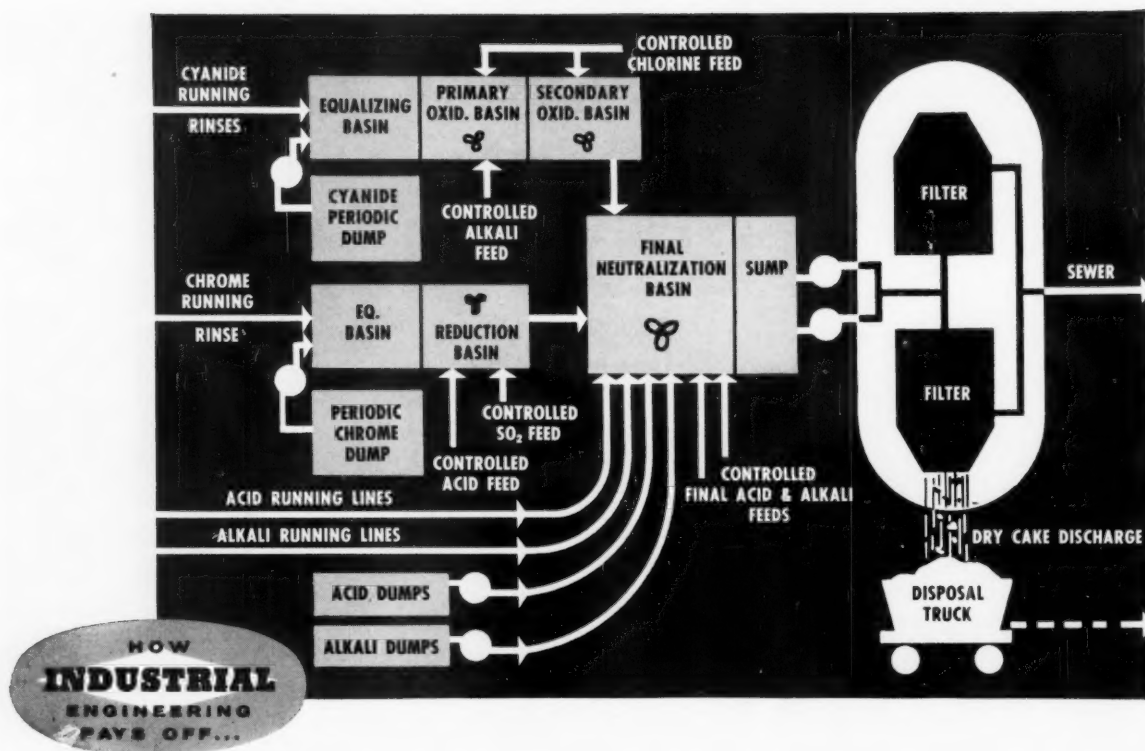 CONTROLLED
CHLORINE FEED
CYANIDE
RUNNING
RINSES
EQUALIZING
BASIN
PRIMARY
OXID. BASIN
SECONDARY
OXID. BASIN
CYANIDE
PERIODIC
DUMP
CONTROLLED
ALKALI
FEED
FINAL
NEUTRALIZATION
BASIN
SUMP
FILTER
SEWER
CHROME
RUNNING
RINSE
EQ.
BASIN
REDUCTION
BASIN
PERIODIC
CHROME
DUMP
CONTROLLED
SO₂ FEED
CONTROLLED
ACID FEED
FILTER
CONTROLLED
FINAL ACID & ALKALI
FEEDS
ACID RUNNING LINES
ALKALI RUNNING LINES
DRY CAKE DISCHARGE
ACID DUMPS
ALKALI DUMPS
DISPOSAL
TRUCK
HOW
INDUSTRIAL
ENGINEERING
PAYS OFF...